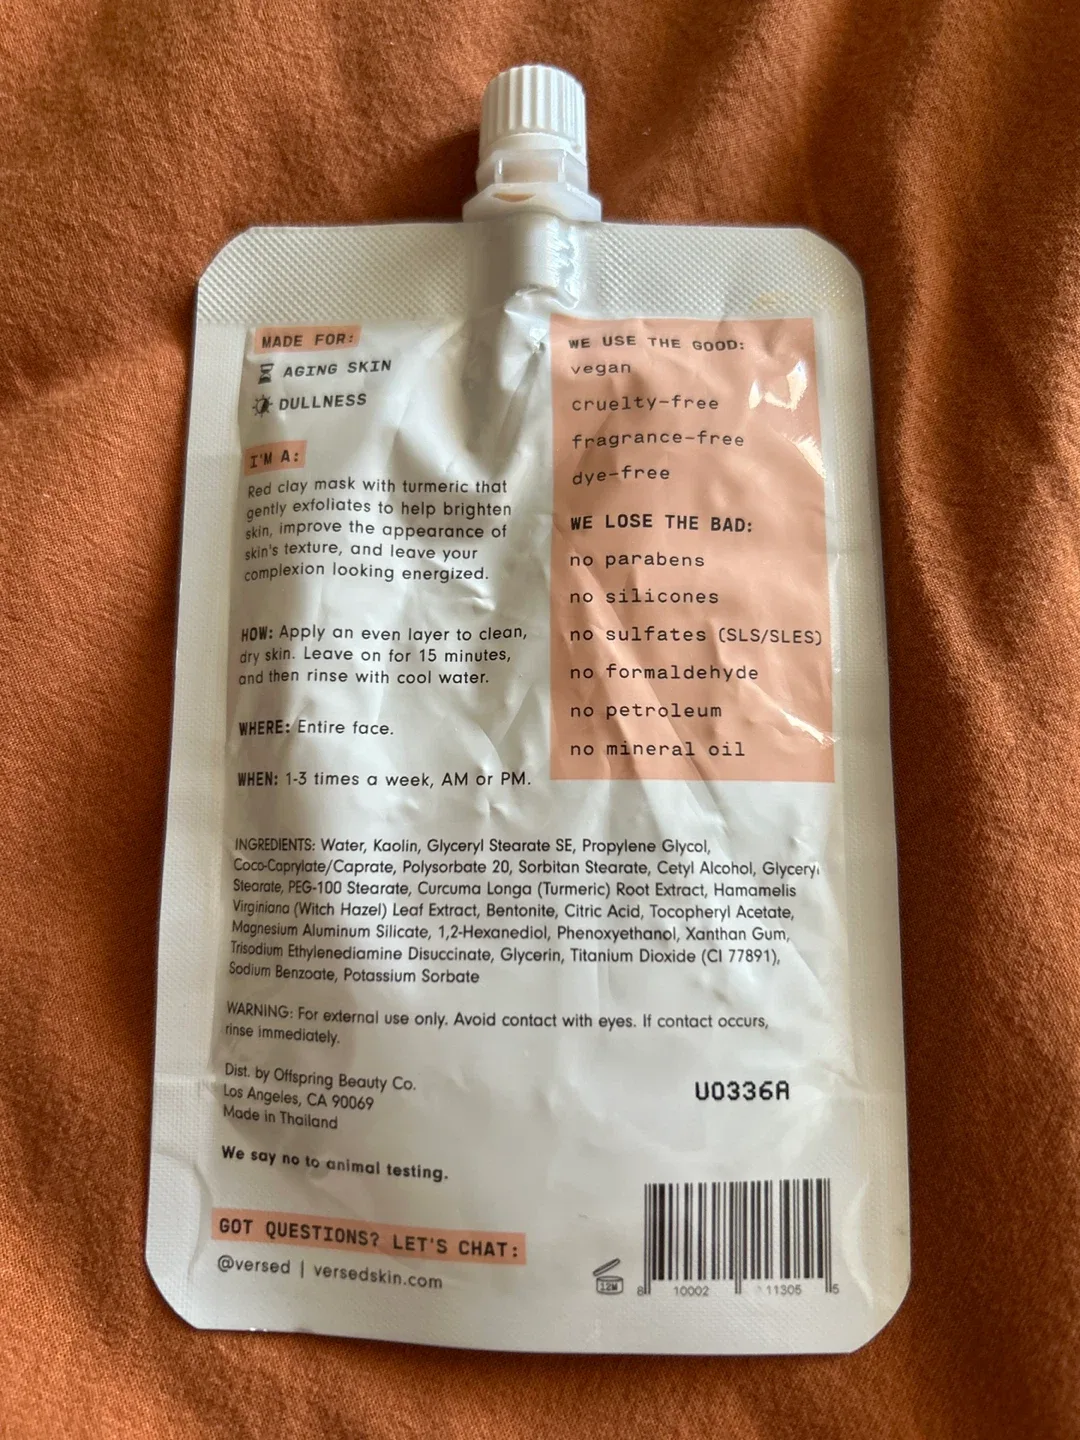 MADE FOR:
AGING SKIN
DULLNESS
I'M A:
Red clay mask with turmeric that
gently exfoliates to help brighten
skin, improve the appearance of
skin's texture, and leave your
complexion looking energized.
HOW: Apply an even layer to clean,
dry skin. Leave on for 15 minutes,
and then rinse with cool water.
WHERE: Entire face.
WHEN: 1-3 times a week, AM or PM.
WE USE THE GOOD:
vegan
cruelty-free
fragrance-free
dye-free
WE LOSE THE BAD:
no parabens
no silicones
no sulfates (SLS/SLES)
no formaldehyde
no petroleum
no mineral oil
INGREDIENTS: Water, Kaolin, Glyceryl Stearate SE, Propylene Glycol,
Coco-Caprylate/Caprate, Polysorbate 20, Sorbitan Stearate, Cetyl Alcohol, Glyceryl
Stearate, PEG-100 Stearate, Curcuma Longa (Turmeric) Root Extract, Hamamelis
Virginiana (Witch Hazel) Leaf Extract, Bentonite, Citric Acid, Tocopheryl Acetate,
Magnesium Aluminum Silicate, 1,2-Hexanediol, Phenoxyethanol, Xanthan Gum,
Trisodium Ethylenediamine Disuccinate, Glycerin, Titanium Dioxide (CI 77891),
Sodium Benzoate, Potassium Sorbate
WARNING: For external use only. Avoid contact with eyes. If contact occurs,
rinse immediately.
Dist. by Offspring Beauty Co.
Los Angeles, CA 90069
Made in Thailand
U0336A
We say no to animal testing.
GOT QUESTIONS? LET'S CHAT:
@versed | versedskin.com
12M
8 10002 11305 5